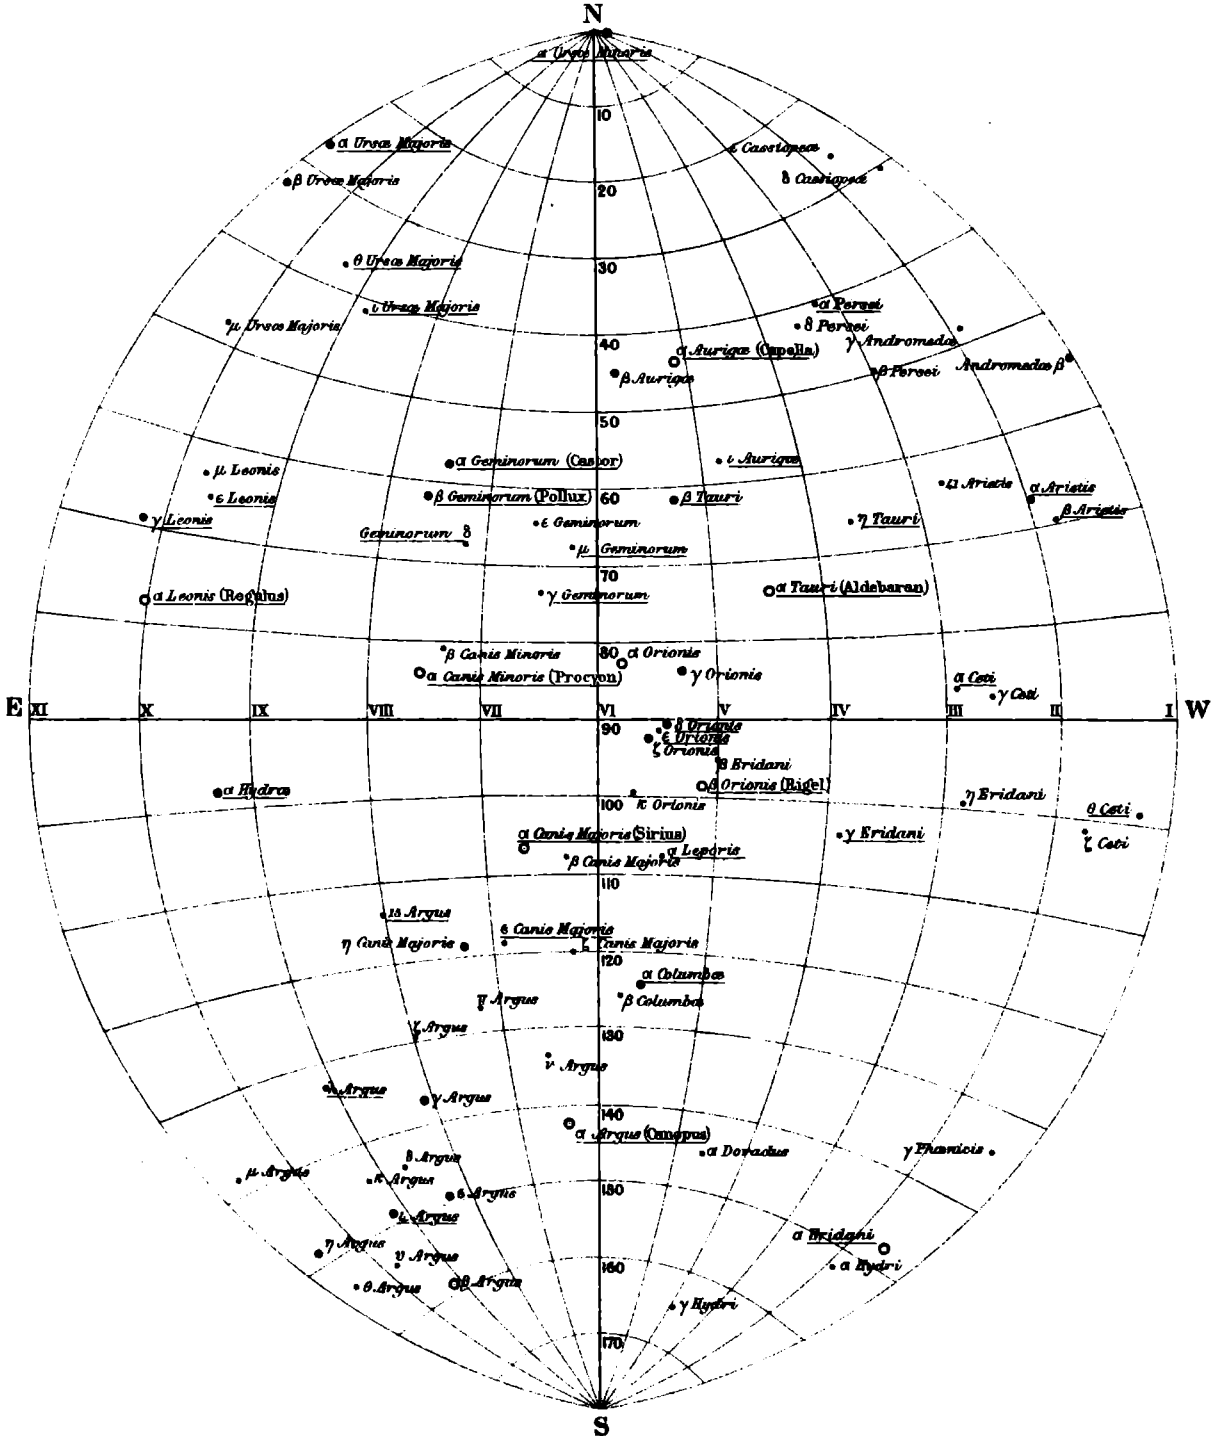 N
α Ursæ Minoris
10
α Ursæ Majoris
ε Cassiopeæ
β Ursæ Majoris
δ Cassiopeæ
20
θ Ursæ Majoris
30
ι Ursæ Majoris
α Persei
μ Ursæ Majoris
δ Persei
γ Andromedæ
40
α Aurigæ (Capella)
β Persei
Andromedæ β
β Aurigæ
50
α Geminorum (Castor)
ι Aurigæ
μ Leonis
ε Leonis
β Geminorum (Pollux)
60
β Tauri
41 Arietis
α Arietis
γ Leonis
ε Geminorum
η Tauri
β Arietis
Geminorum δ
μ Geminorum
70
α Leonis (Regulus)
γ Geminorum
α Tauri (Aldebaran)
β Canis Minoris
80
α Orionis
α Canis Minoris (Procyon)
γ Orionis
α Ceti
γ Ceti
E XI X IX VIII VII VI V IV III II I W
90
δ Orionis
ε Orionis
ζ Orionis
β Eridani
α Hydræ
β Orionis (Rigel)
η Eridani
100
κ Orionis
θ Ceti
α Canis Majoris (Sirius)
γ Eridani
ζ Ceti
β Canis Majoris
α Leporis
110
15 Argus
ε Canis Majoris
η Canis Majoris
ζ Canis Majoris
120
α Columbæ
π Argus
β Columbæ
ζ Argus
130
ν Argus
λ Argus
γ Argus
140
α Argus (Canopus)
δ Argus
α Doradus
γ Phœnicis
μ Argus
κ Argus
150
ε Argus
ι Argus
α Eridani
η Argus
υ Argus
160
α Hydri
θ Argus
β Argus
γ Hydri
170
S